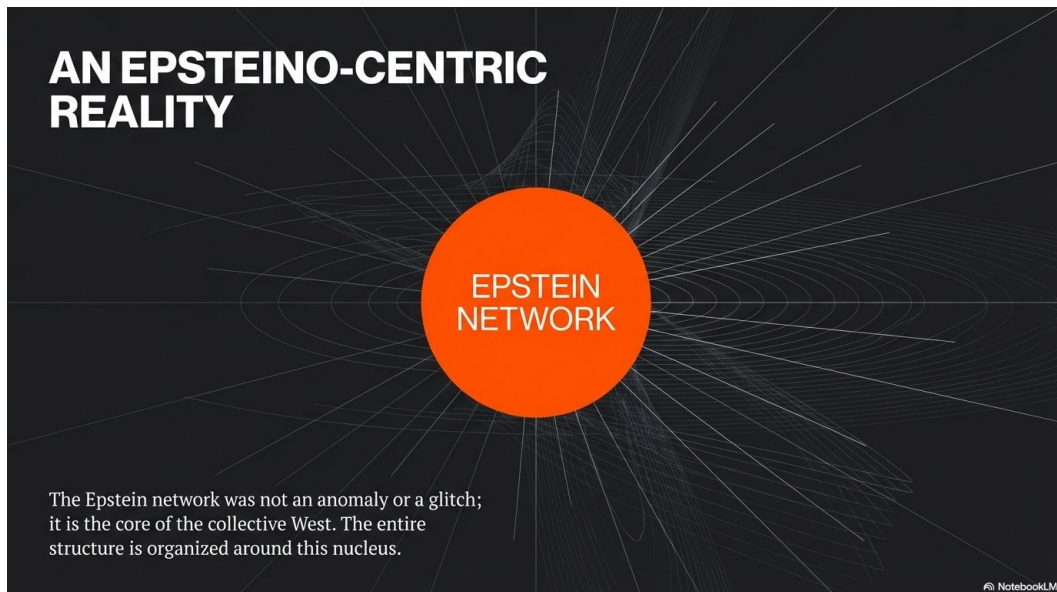 AN EPSTEINO-CENTRIC
REALITY
EPSTEIN
NETWORK
The Epstein network was not an anomaly or a glitch;
it is the core of the collective West. The entire
structure is organized around this nucleus.
NotebookLM